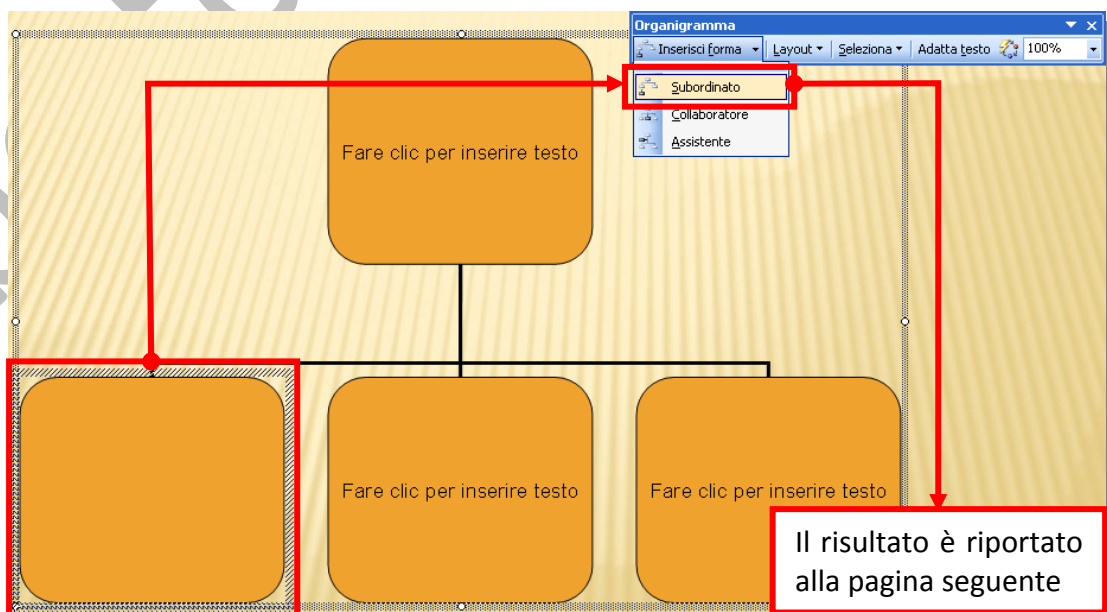 Organigramma
Inserisci forma Layout Seleziona Adatta testo 100%
Subordinato
Collaboratore
Assistente
Fare clic per inserire testo
Fare clic per inserire testo
Fare clic per inserire testo
Il risultato è riportato
alla pagina seguente